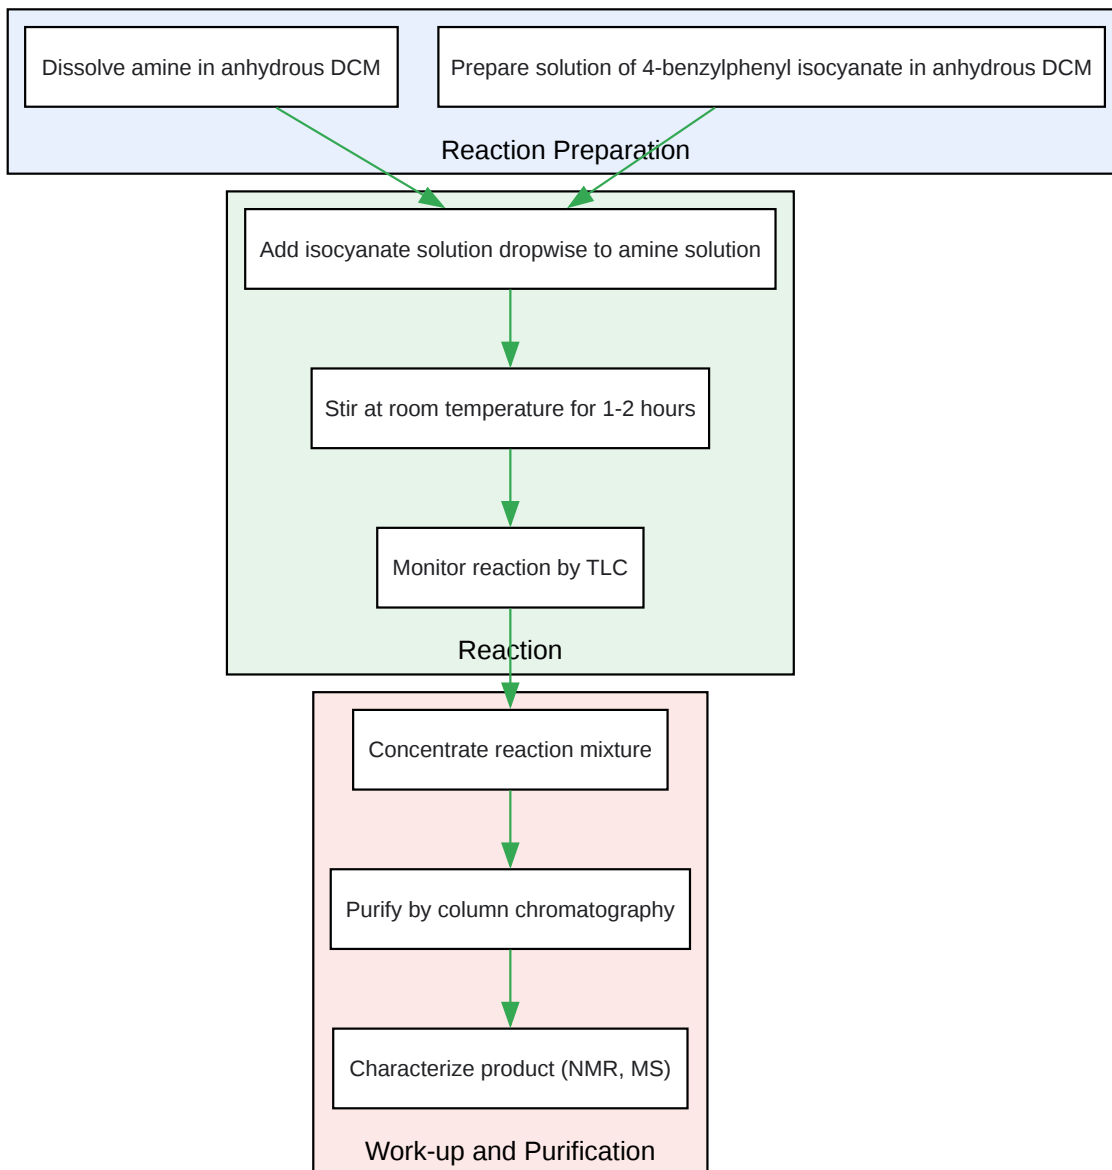 Dissolve amine in anhydrous DCM
Prepare solution of 4-benzylphenyl isocyanate in anhydrous DCM
Reaction Preparation
Add isocyanate solution dropwise to amine solution
Stir at room temperature for 1-2 hours
Monitor reaction by TLC
Reaction
Concentrate reaction mixture
Purify by column chromatography
Characterize product (NMR, MS)
Work-up and Purification